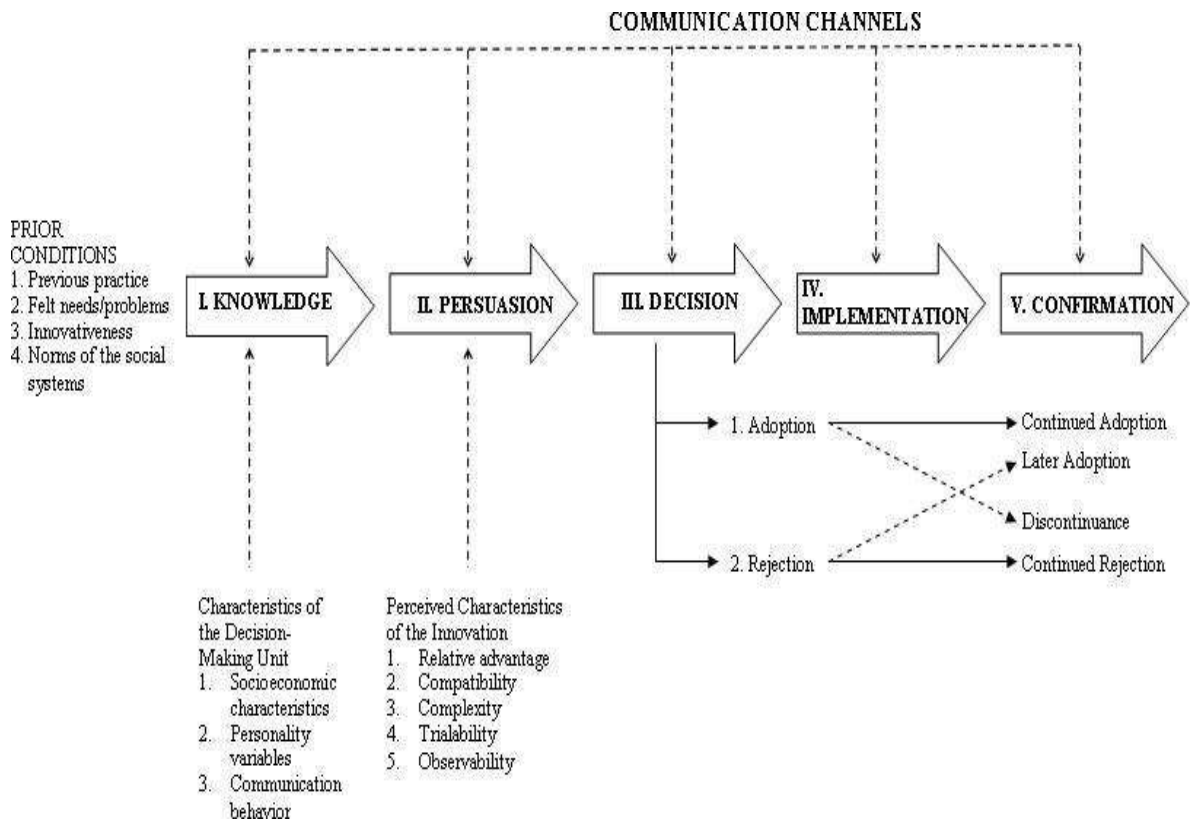 COMMUNICATION CHANNELS
PRIOR
CONDITIONS
1. Previous practice
2. Felt needs/problems
3. Innovativeness
4. Norms of the social
systems
I. KNOWLEDGE
II. PERSUASION
III. DECISION
IV.
IMPLEMENTATION
V. CONFIRMATION
1. Adoption
2. Rejection
Continued Adoption
Later Adoption
Discontinuance
Continued Rejection
Characteristics of
the Decision-
Making Unit
1. Socioeconomic
characteristics
2. Personality
variables
3. Communication
behavior
Perceived Characteristics
of the Innovation
1. Relative advantage
2. Compatibility
3. Complexity
4. Trialability
5. Observability